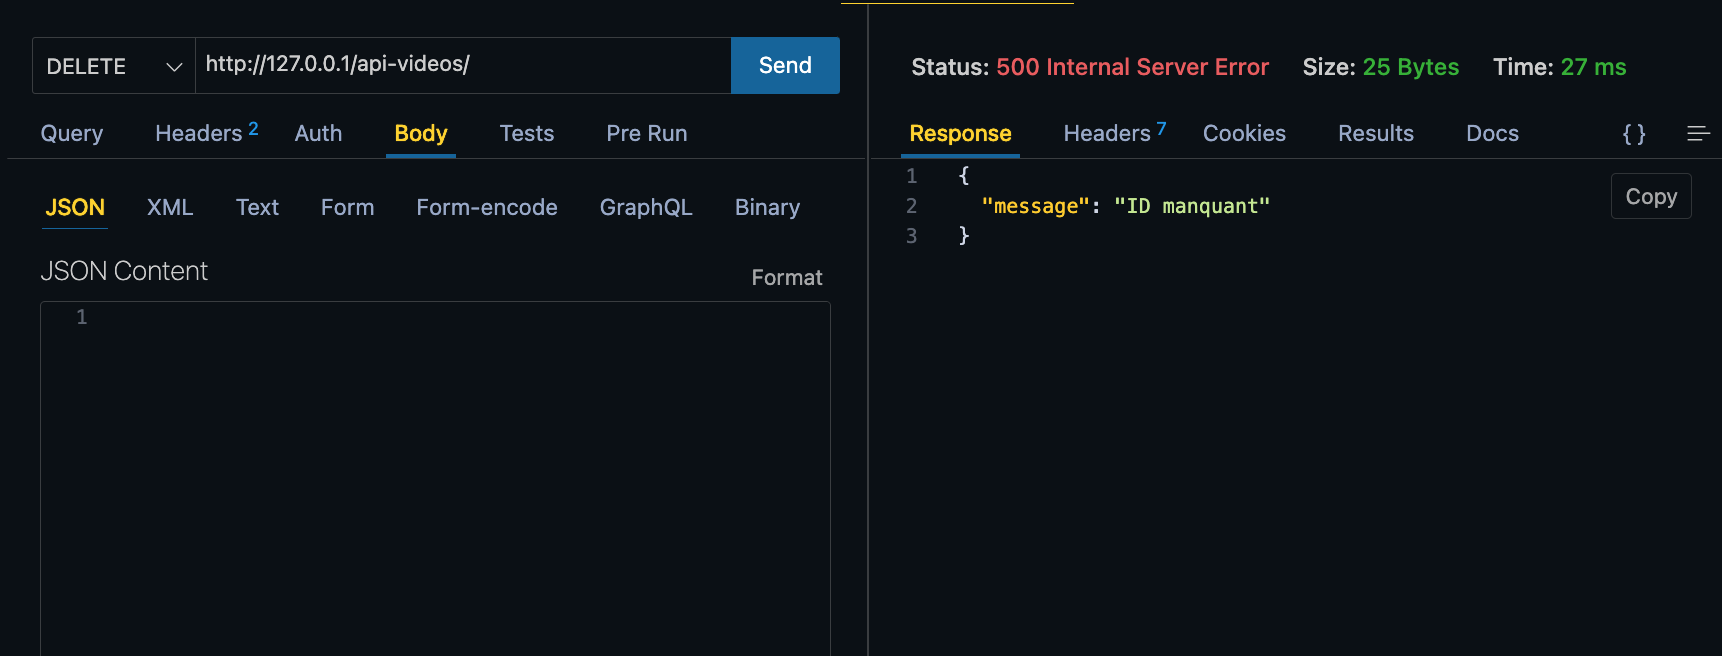 DELETE http://127.0.0.1/api-videos/ Send
Query Headers 2 Auth Body Tests Pre Run
JSON XML Text Form Form-encode GraphQL Binary
JSON Content Format
1
Status: 500 Internal Server Error Size: 25 Bytes Time: 27 ms
Response Headers 7 Cookies Results Docs {}
1 {
2 "message": "ID manquant"
3 }
Copy